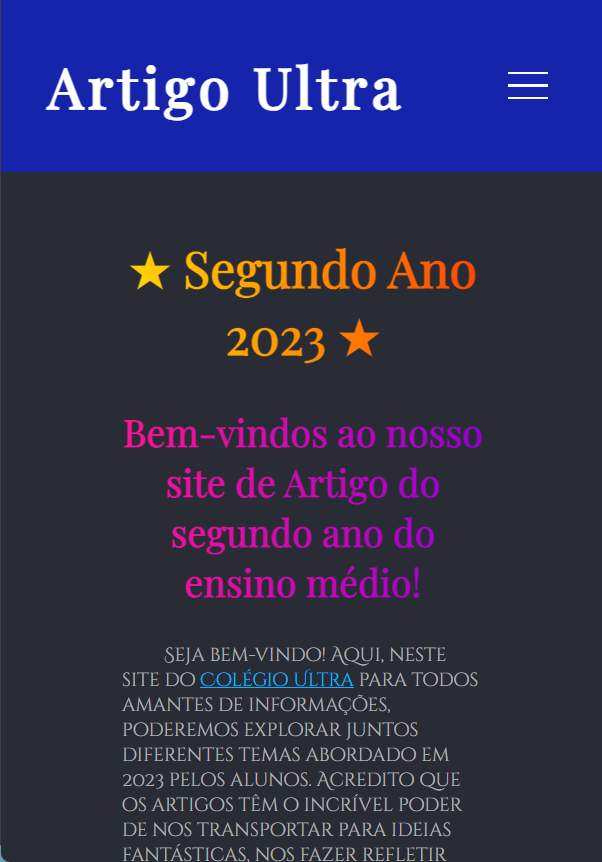 Artigo Ultra
★ Segundo Ano
2023 ★
Bem-vindos ao nosso
site de Artigo do
segundo ano do
ensino médio!
Seja bem-vindo! Aqui, neste
site do Colégio Ultra para todos
amantes de informações,
poderemos explorar juntos
diferentes temas abordado em
2023 pelos alunos. Acredito que
os artigos têm o incrível poder
de nos transportar para ideias
fantásticas, nos fazer refletir